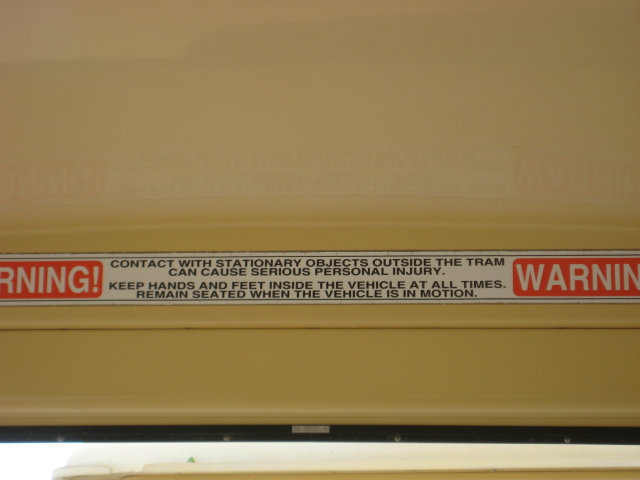 RNING!
CONTACT WITH STATIONARY OBJECTS OUTSIDE THE TRAM
CAN CAUSE SERIOUS PERSONAL INJURY.
KEEP HANDS AND FEET INSIDE THE VEHICLE AT ALL TIMES.
REMAIN SEATED WHEN THE VEHICLE IS IN MOTION.
WARNIN